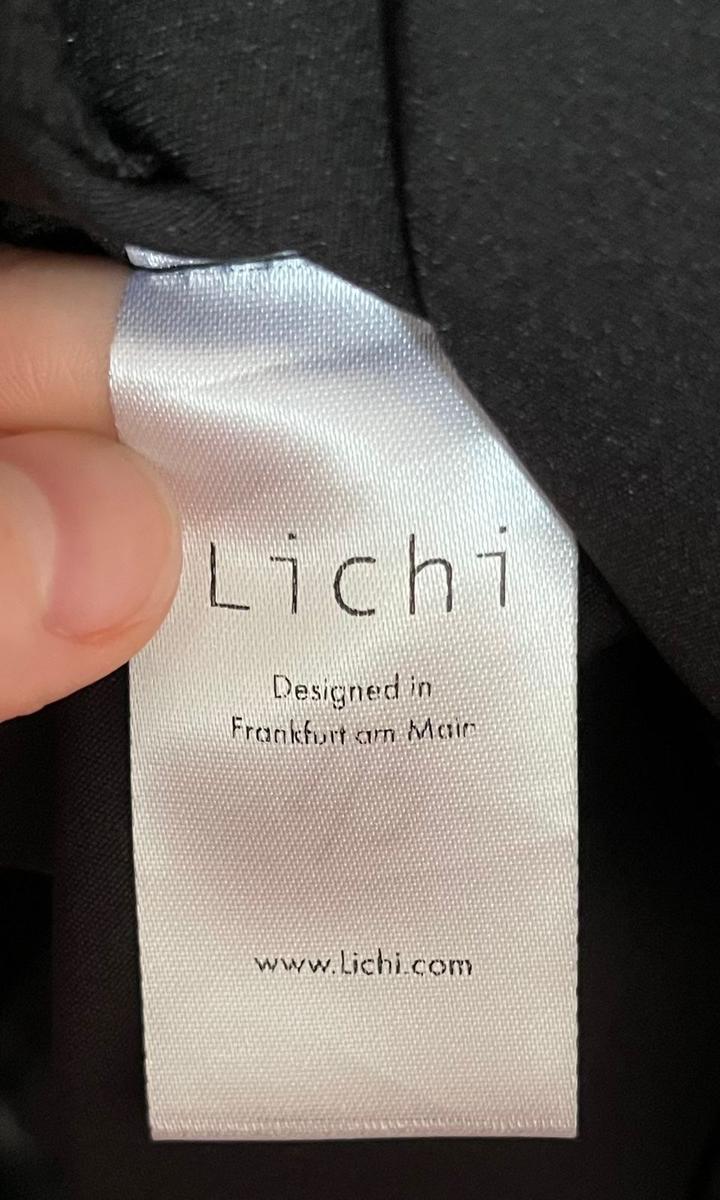 Lichi
Designed in
Frankfurt am Main
www.Lichi.com